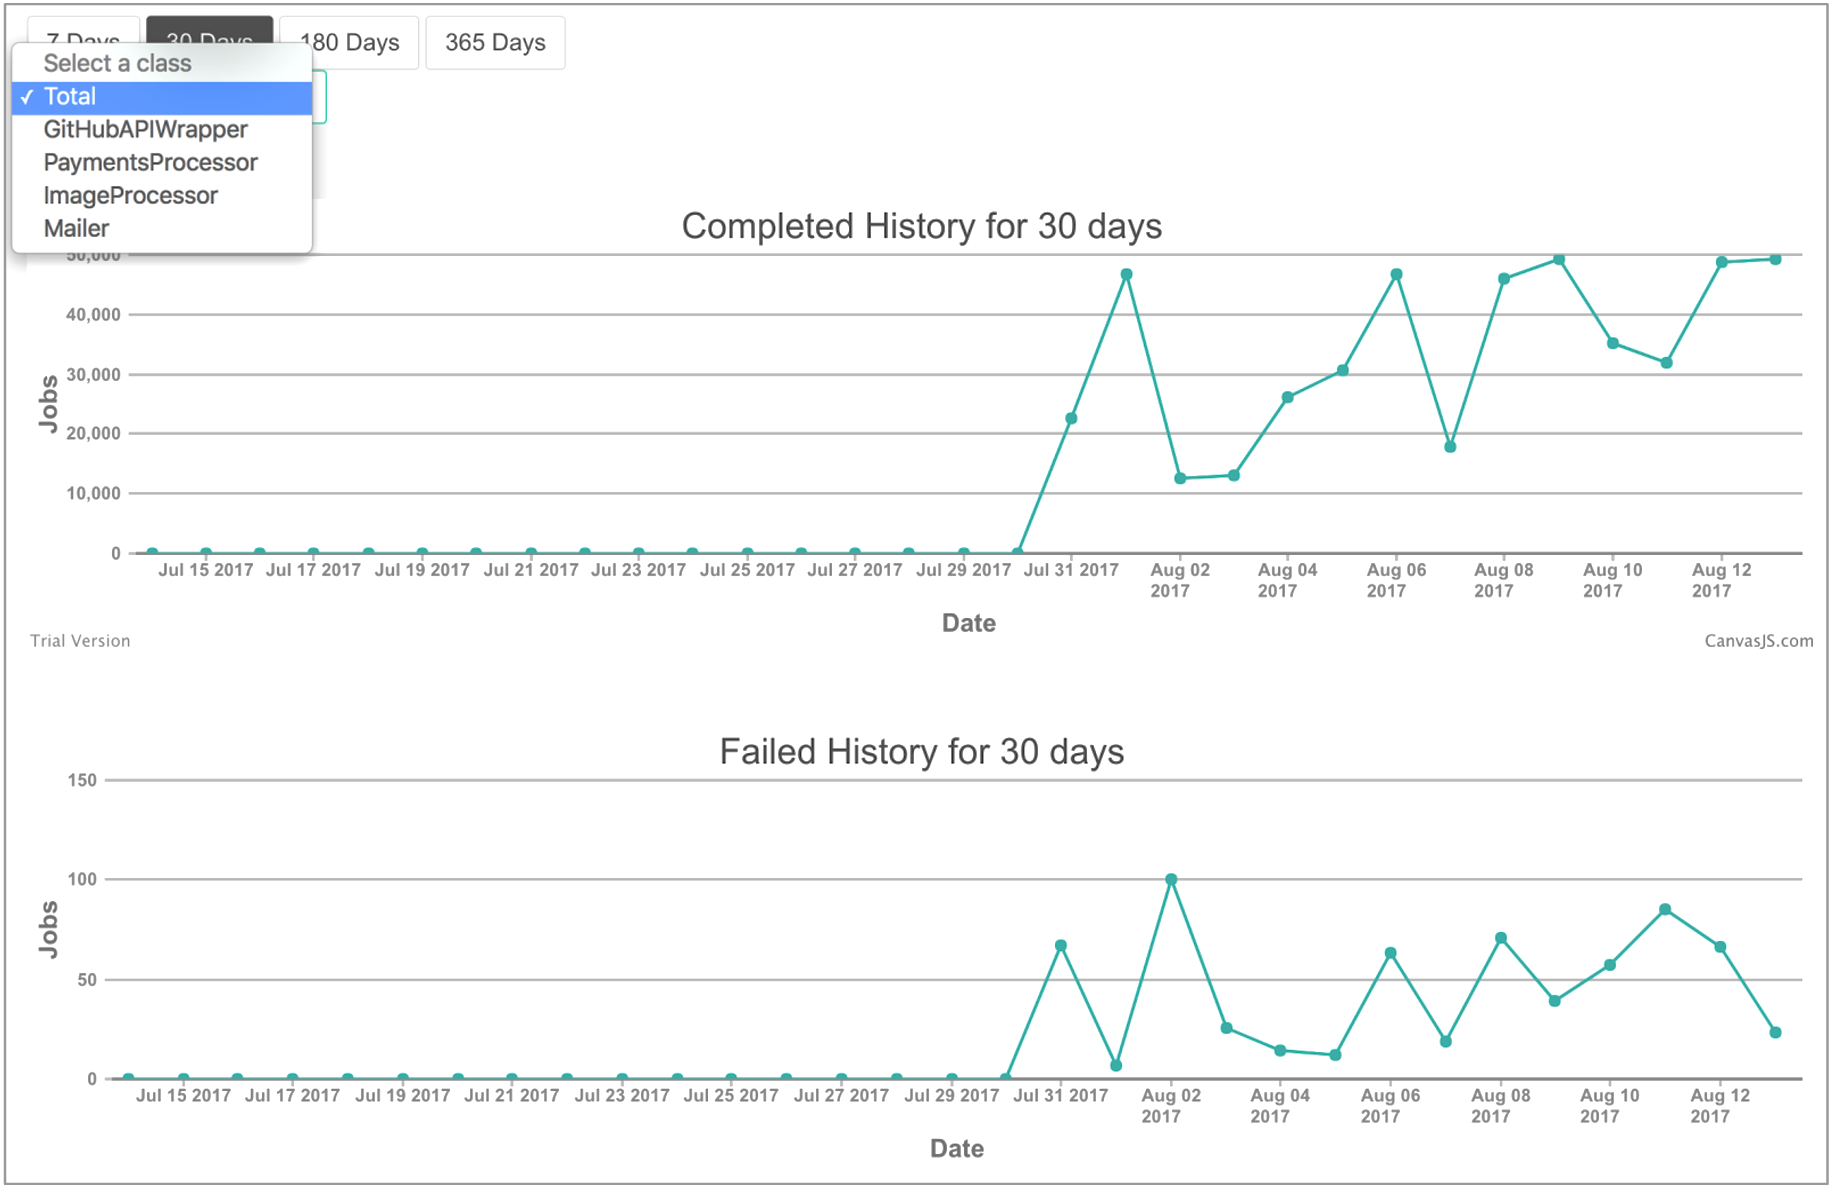 7 Days 30 Days 180 Days 365 Days
Select a class
✓ Total
GitHubAPIWrapper
PaymentsProcessor
ImageProcessor
Mailer
Completed History for 30 days
50,000
40,000
30,000
20,000
10,000
0
Jobs
Jul 15 2017 Jul 17 2017 Jul 19 2017 Jul 21 2017 Jul 23 2017 Jul 25 2017 Jul 27 2017 Jul 29 2017 Jul 31 2017 Aug 02 2017 Aug 04 2017 Aug 06 2017 Aug 08 2017 Aug 10 2017 Aug 12 2017
Date
Trial Version CanvasJS.com
Failed History for 30 days
150
100
50
0
Jobs
Jul 15 2017 Jul 17 2017 Jul 19 2017 Jul 21 2017 Jul 23 2017 Jul 25 2017 Jul 27 2017 Jul 29 2017 Jul 31 2017 Aug 02 2017 Aug 04 2017 Aug 06 2017 Aug 08 2017 Aug 10 2017 Aug 12 2017
Date